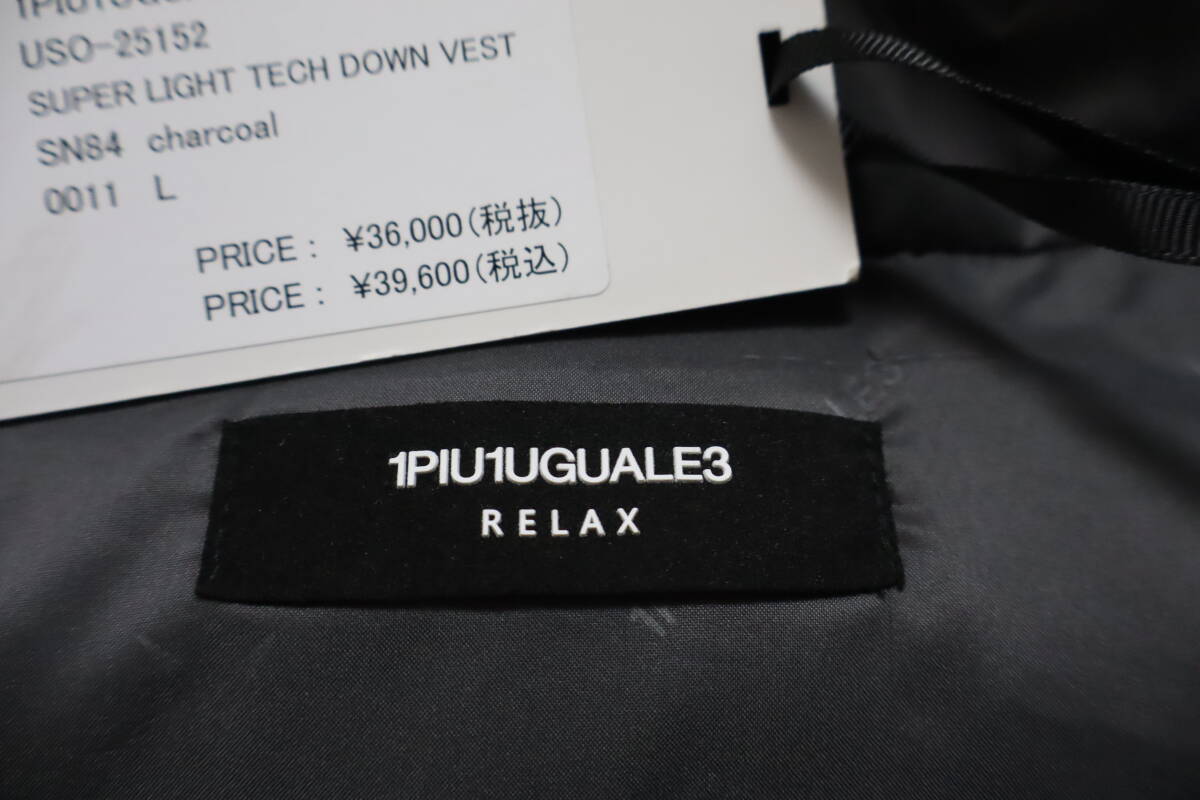 USO-25152
SUPER LIGHT TECH DOWN VEST
SN84 charcoal
0011 L
PRICE : ¥36,000(税抜)
PRICE : ¥39,600(税込)
1PIU1UGUALE3
RELAX